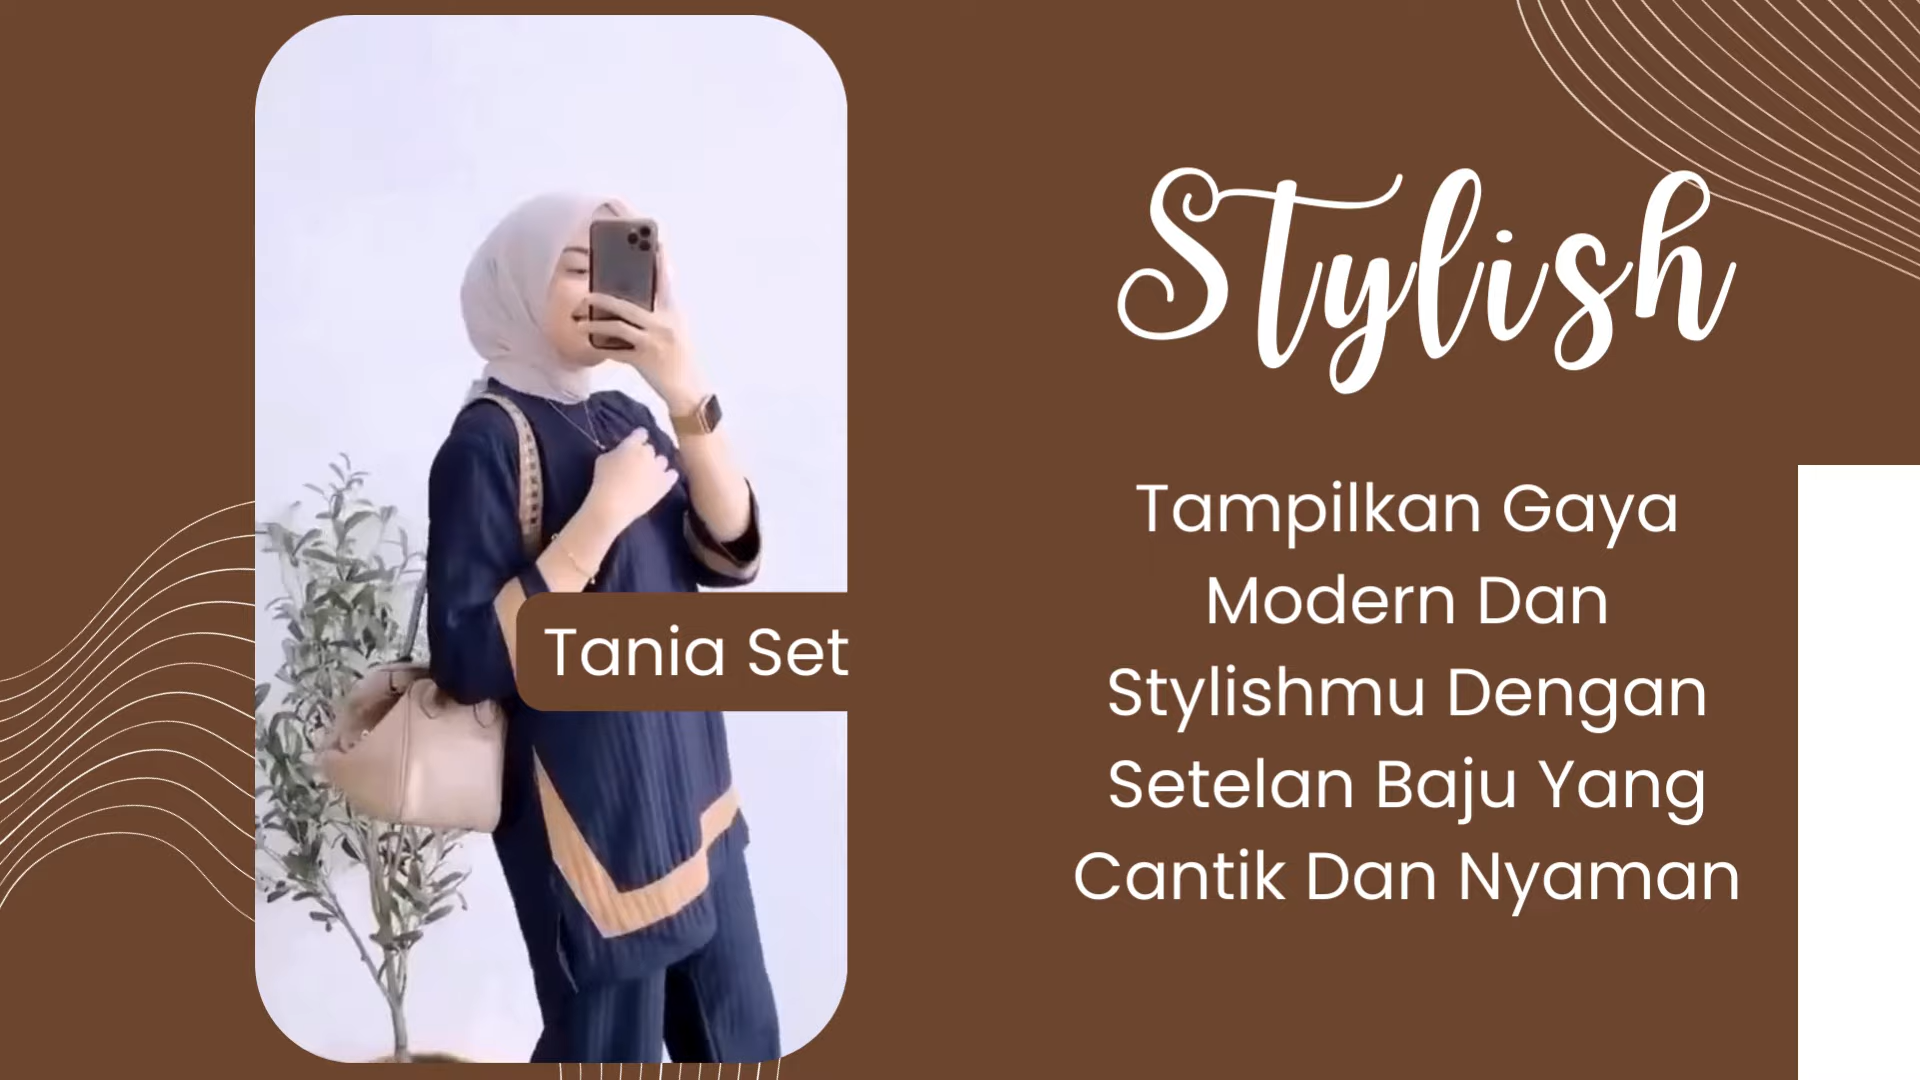 Stylish
Tania Set
Tampilkan Gaya
Modern Dan
Stylishmu Dengan
Setelan Baju Yang
Cantik Dan Nyaman